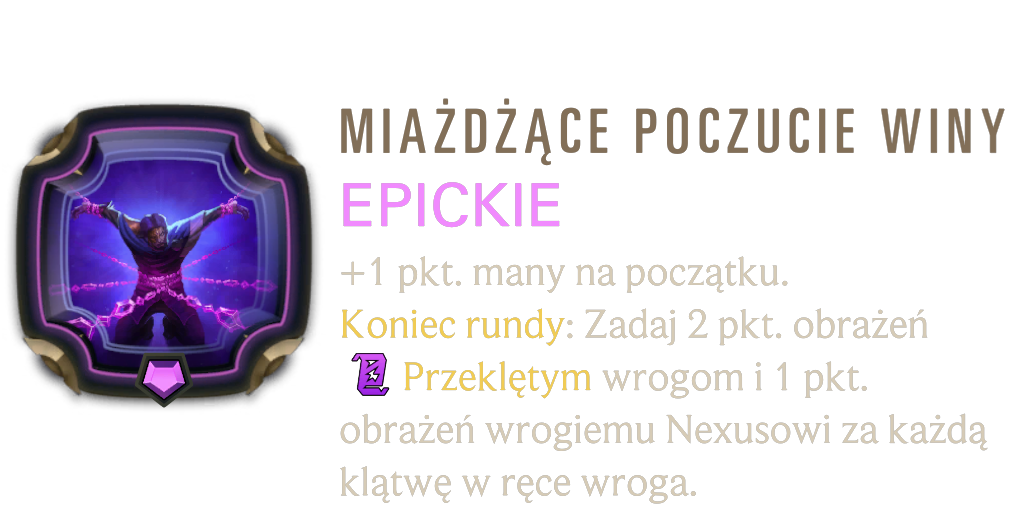 MIAŻDŻĄCE POCZUCIE WINY
EPICKIE
+1 pkt. many na początku.
Koniec rundy: Zadaj 2 pkt. obrażeń
Przeklętym wrogom i 1 pkt.
obrażeń wrogiemu Nexusowi za każdą
klątwę w ręce wroga.